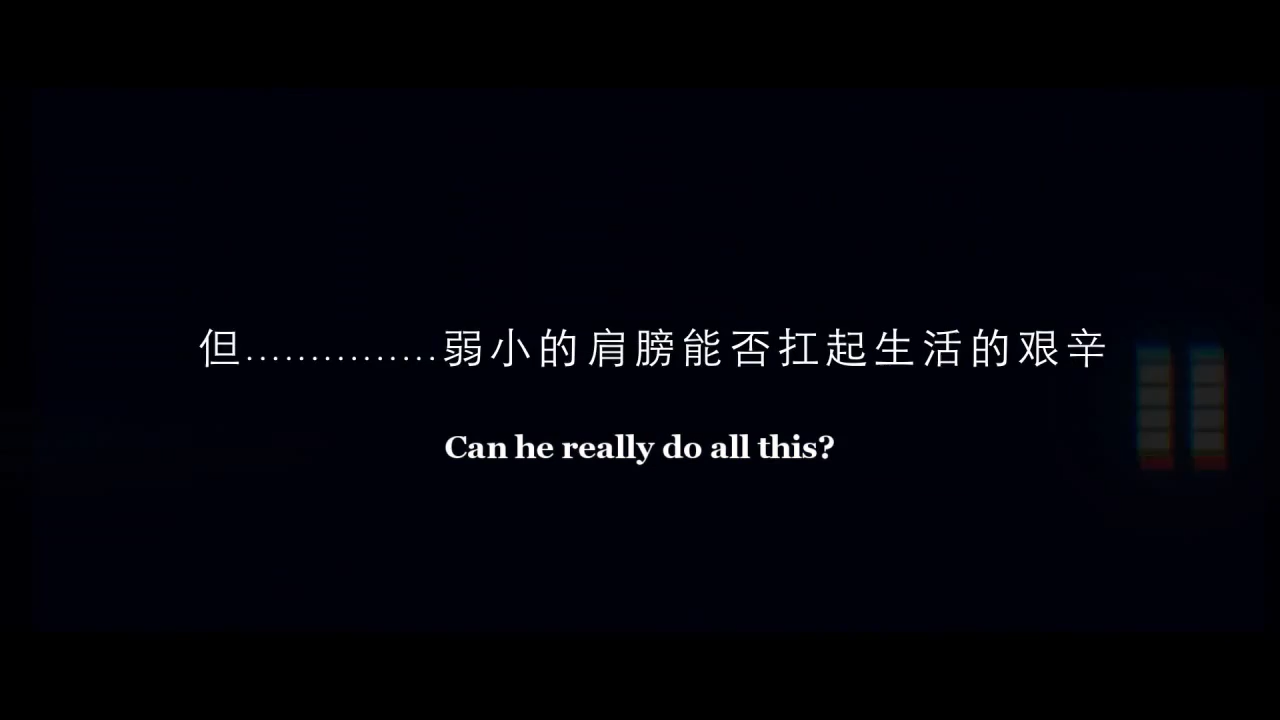 但...............弱小的肩膀能否扛起生活的艰辛
Can he really do all this?